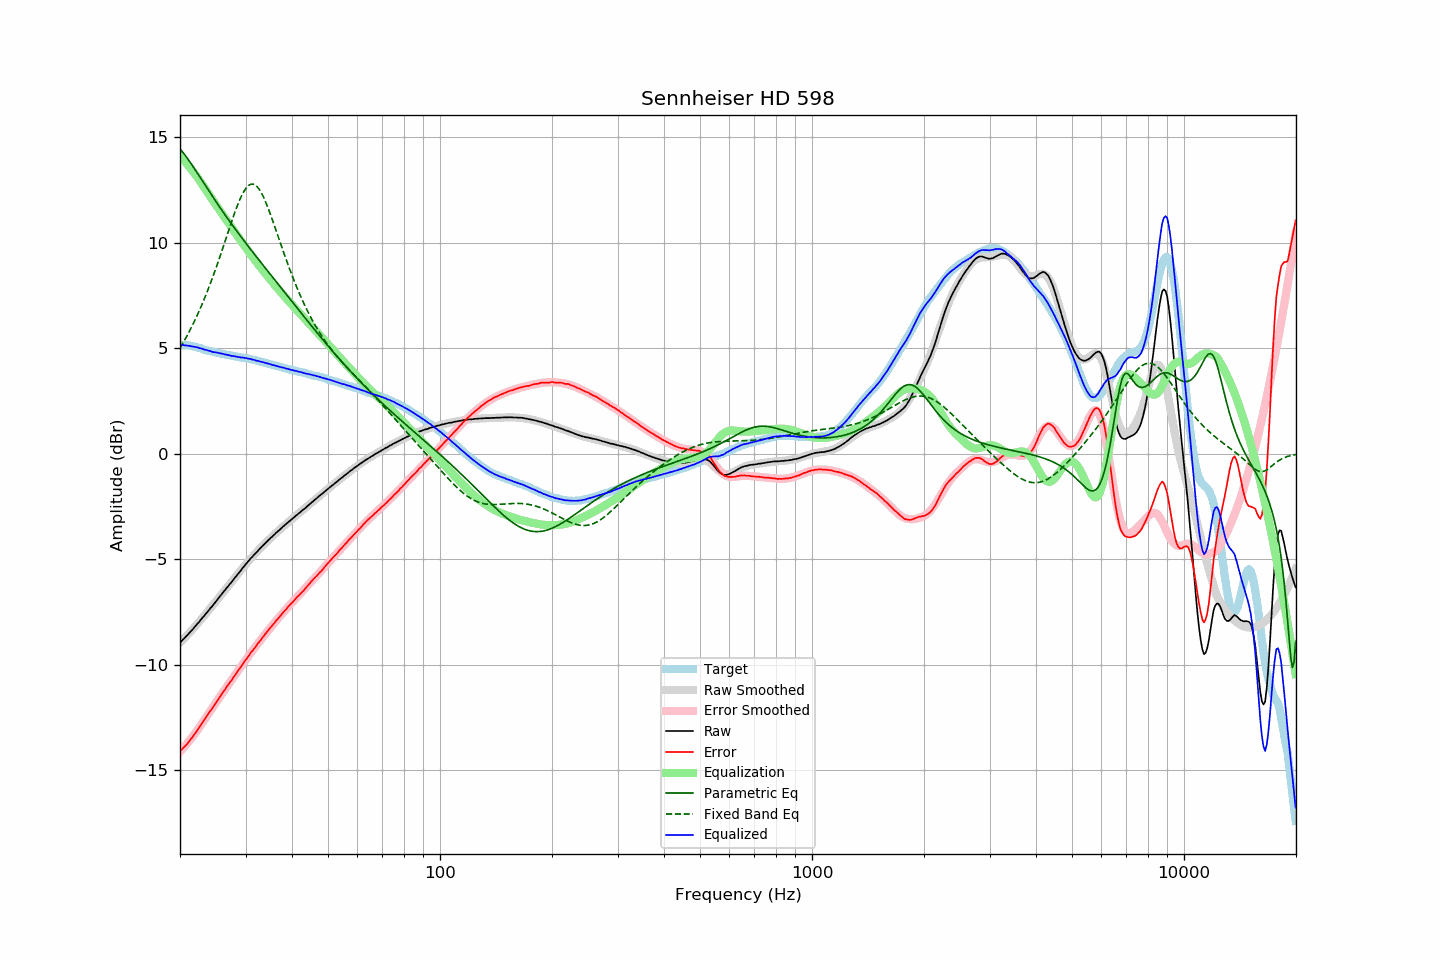 Sennheiser HD 598
15
10
5
0
−5
−10
−15
Amplitude (dBr)
100
1000
10000
Frequency (Hz)
Target
Raw Smoothed
Error Smoothed
Raw
Error
Equalization
Parametric Eq
Fixed Band Eq
Equalized